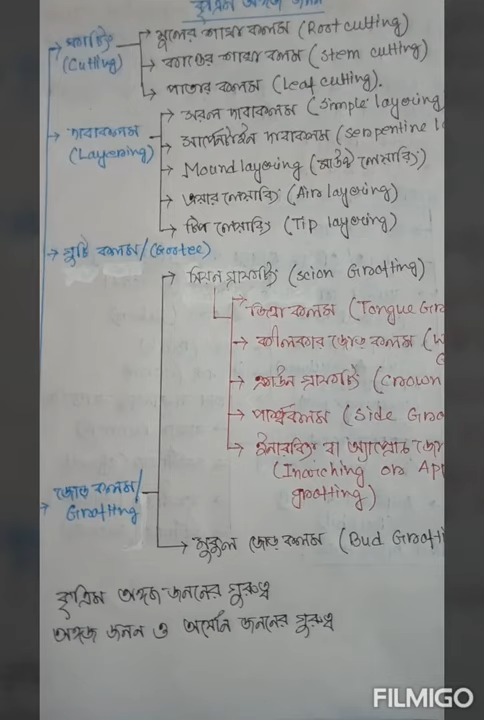 কৃত্রিম অঙ্গজ জনন
→ মূলের শাখা কলম (Root cutting)
(Cutting)
→ কান্ডের শাখা কলম (stem cutting)
→ পাতার কলম (Leaf cutting).
→ সরল দাবাকলম (Simple layering
→ দাবাকলম (Layering)
→ সার্পেনটাইন দাবাকলম (serpentine l
→ Mound layering (মাউন্ড লেয়ারিং)
→ এয়ার লেয়ারিং (Air layering)
→ টিপ লেয়ারিং (Tip layering)
→ গুটি কলম/(Gootee)
→ সিয়ন গ্রাফটিং (scion Grafting)
→ জিহ্বা কলম (Tongue Gra
→ কীলকাকার জোড় কলম (W
G
→ ক্রাউন গ্রাফটিং (crown
→ পার্শ্বকলম (Side Gra
→ ইনারচিং বা অ্যাপ্রোচ জো
(Inarching or Ap
grafting)
→ জোড় কলম/
Grafting
→ মুকুল জোড় কলম (Bud Grafti
কৃত্রিম অঙ্গজ জননের গুরুত্ব
অঙ্গজ জনন ও অযৌন জননের গুরুত্ব
FILMIGO